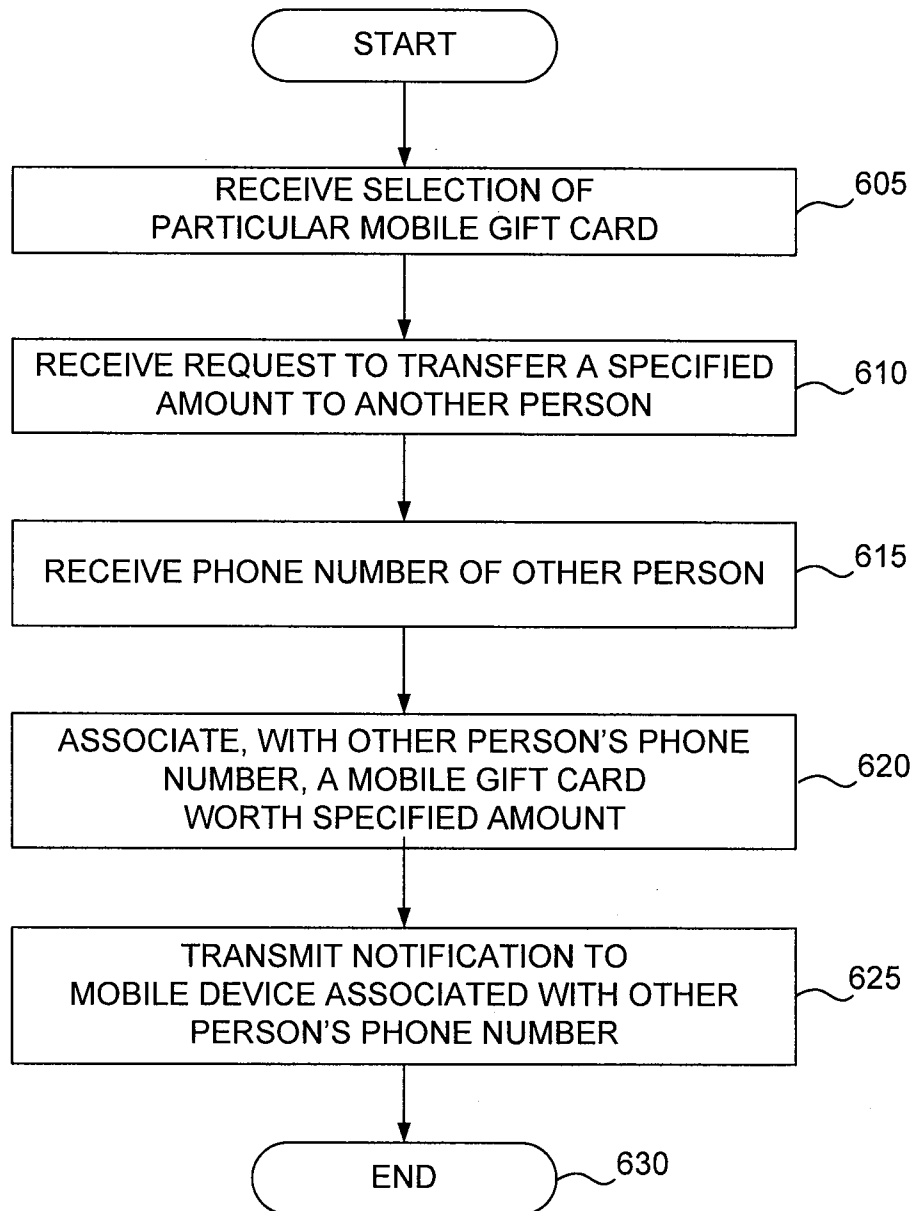 START
RECEIVE SELECTION OF
PARTICULAR MOBILE GIFT CARD
605
RECEIVE REQUEST TO TRANSFER A SPECIFIED
AMOUNT TO ANOTHER PERSON
610
RECEIVE PHONE NUMBER OF OTHER PERSON
615
ASSOCIATE, WITH OTHER PERSON'S PHONE
NUMBER, A MOBILE GIFT CARD
WORTH SPECIFIED AMOUNT
620
TRANSMIT NOTIFICATION TO
MOBILE DEVICE ASSOCIATED WITH OTHER
PERSON'S PHONE NUMBER
625
END
630